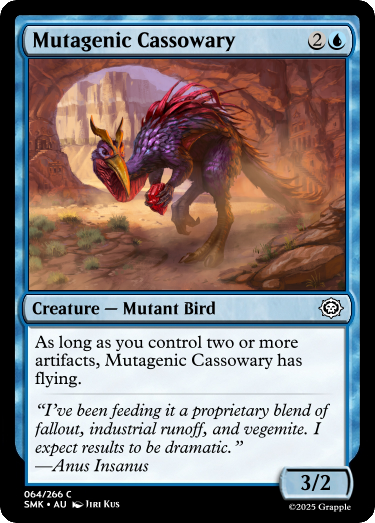 Mutagenic Cassowary 2
Creature — Mutant Bird
As long as you control two or more
artifacts, Mutagenic Cassowary has
flying.
“I’ve been feeding it a proprietary blend of
fallout, industrial runoff, and vegemite. I
expect results to be dramatic.”
—Anus Insanus
3/2
064/266 C
SMK • AU Jiri Kus
©2025 Grapple